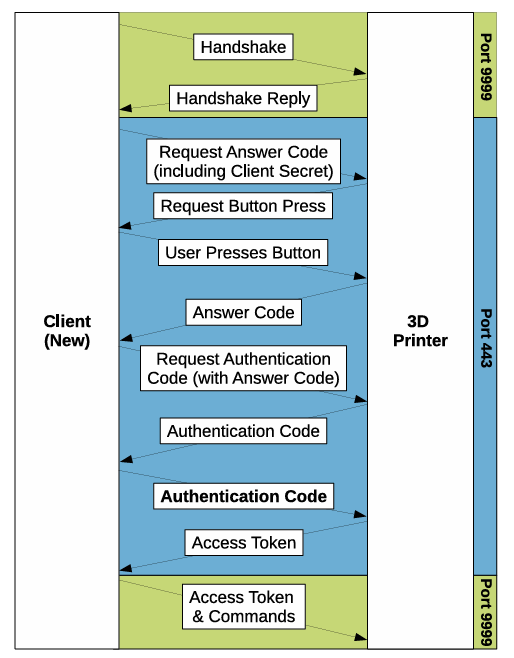 Handshake
Port 9999
Handshake Reply
Request Answer Code
(including Client Secret)
Request Button Press
User Presses Button
Answer Code
Client
(New)
3D
Printer
Port 443
Request Authentication
Code (with Answer Code)
Authentication Code
Authentication Code
Access Token
Access Token
& Commands
Port 9999